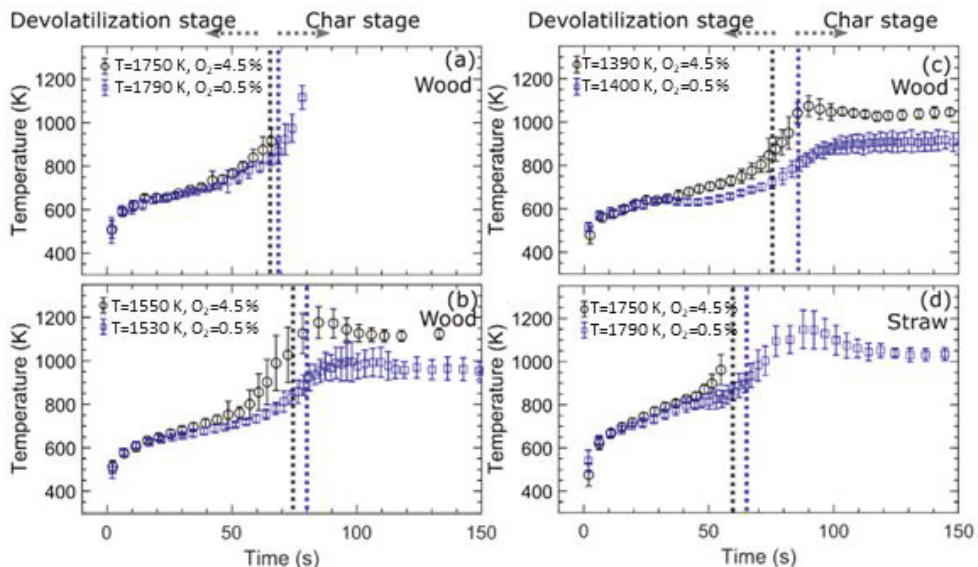 Devolatilization stage Char stage Devolatilization stage Char stage
1200
1000
800
600
400
Temperature (K)
T=1750 K, O₂=4.5%
T=1790 K, O₂=0.5%
(a)
Wood
1200
1000
800
600
400
Temperature (K)
T=1390 K, O₂=4.5%
T=1400 K, O₂=0.5%
(c)
Wood
1200
1000
800
600
400
Temperature (K)
T=1550 K, O₂=4.5%
T=1530 K, O₂=0.5%
(b)
Wood
0 50 100 150
Time (s)
1200
1000
800
600
400
Temperature (K)
T=1750 K, O₂=4.5%
T=1790 K, O₂=0.5%
(d)
Straw
0 50 100 150
Time (s)